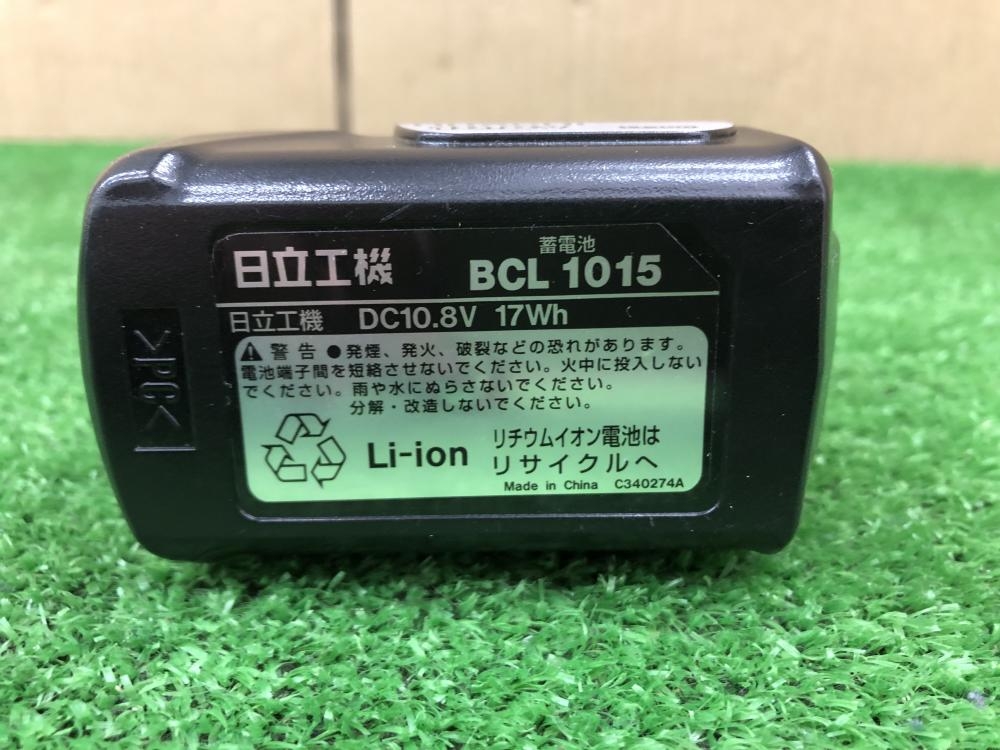 日立工機
蓄電池
BCL 1015
日立工機 DC10.8V 17Wh
警告 ●発煙、発火、破裂などの恐れがあります。
電池端子間を短絡させないでください。火中に投入しない
でください。雨や水にぬらさないでください。
分解・改造しないでください。
Li-ion
リチウムイオン電池は
リサイクルへ
Made in China C340274A
>PC<